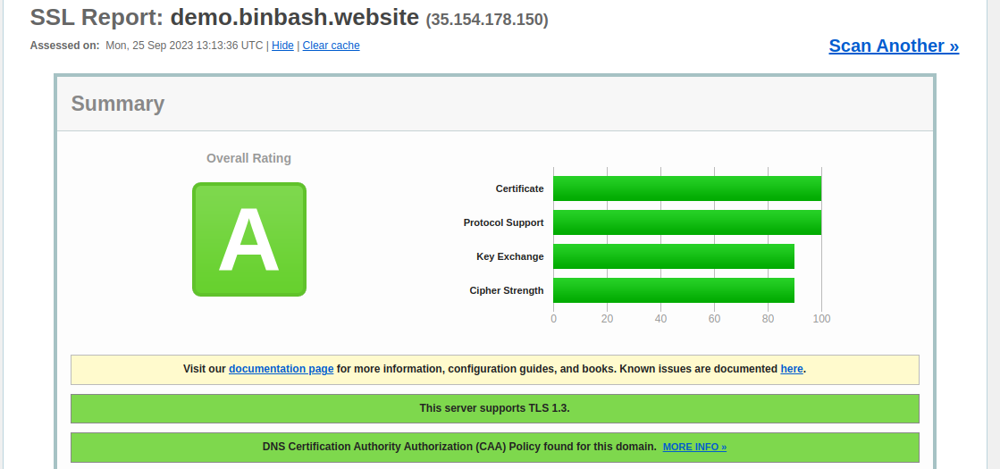 SSL Report: demo.binbash.website (35.154.178.150)
Assessed on: Mon, 25 Sep 2023 13:13:36 UTC | Hide | Clear cache
Scan Another »
Summary
Overall Rating
A
Certificate
Protocol Support
Key Exchange
Cipher Strength
0 20 40 60 80 100
Visit our documentation page for more information, configuration guides, and books. Known issues are documented here.
This server supports TLS 1.3.
DNS Certification Authority Authorization (CAA) Policy found for this domain. MORE INFO »